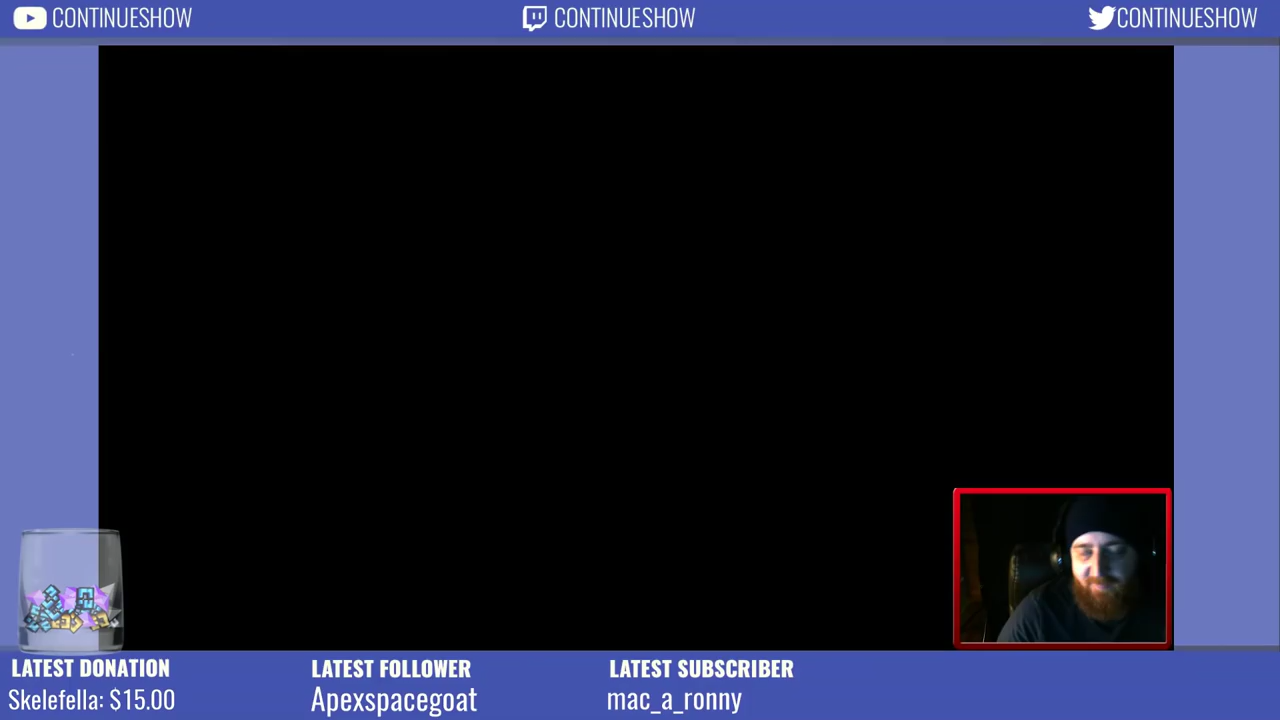 CONTINUESHOW
CONTINUESHOW
CONTINUESHOW
LATEST DONATION
Skelefella: $15.00
LATEST FOLLOWER
Apexspacegoat
LATEST SUBSCRIBER
mac_a_ronny